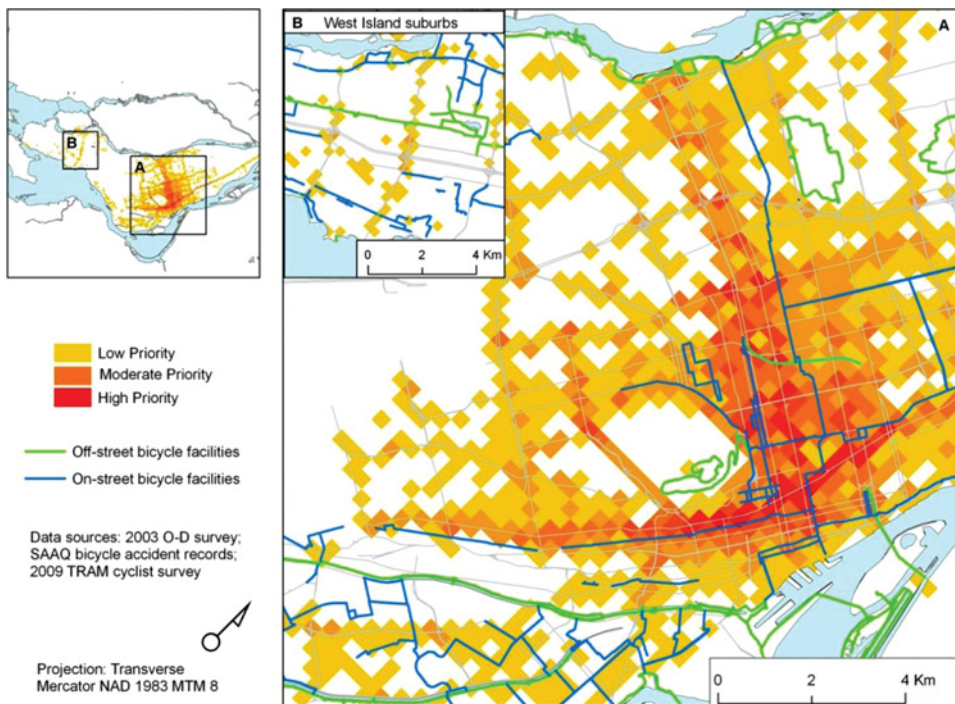 B
West Island suburbs
0 2 4 Km
A
B
A
Low Priority
Moderate Priority
High Priority
Off-street bicycle facilities
On-street bicycle facilities
Data sources: 2003 O-D survey;
SAAQ bicycle accident records;
2009 TRAM cyclist survey
Projection: Transverse
Mercator NAD 1983 MTM 8
0 2 4 Km